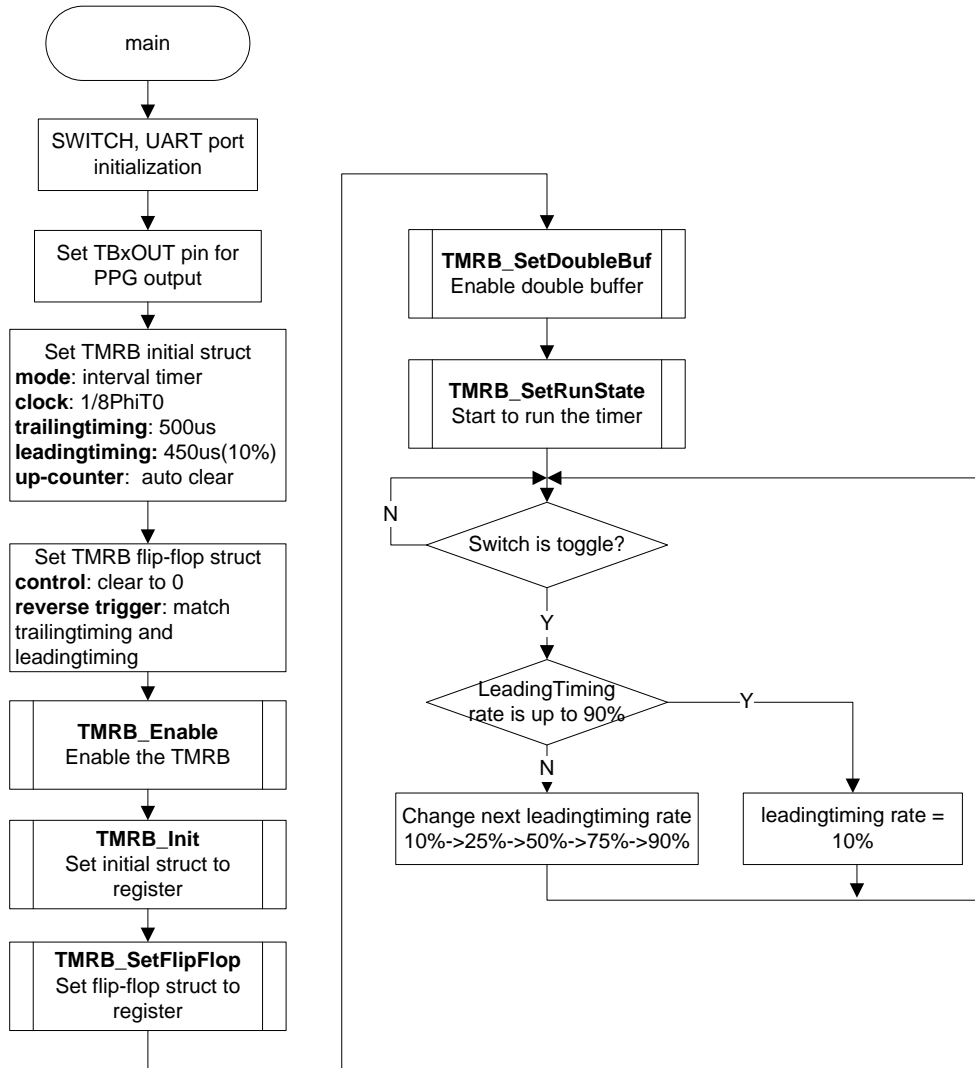 main
SWITCH, UART port
initialization
Set TBxOUT pin for
PPG output
Set TMRB initial struct
mode: interval timer
clock: 1/8PhiT0
trailingtiming: 500us
leadingtiming: 450us(10%)
up-counter:  auto clear
Set TMRB flip-flop struct
control: clear to 0
reverse trigger: match
trailingtiming and
leadingtiming
TMRB_Enable
Enable the TMRB
TMRB_Init
Set initial struct to
register
TMRB_SetFlipFlop
Set flip-flop struct to
register
TMRB_SetDoubleBuf
Enable double buffer
TMRB_SetRunState
Start to run the timer
N
Switch is toggle?
Y
LeadingTiming
rate is up to 90%
Y
N
Change next leadingtiming rate
10%->25%->50%->75%->90%
leadingtiming rate =
10%